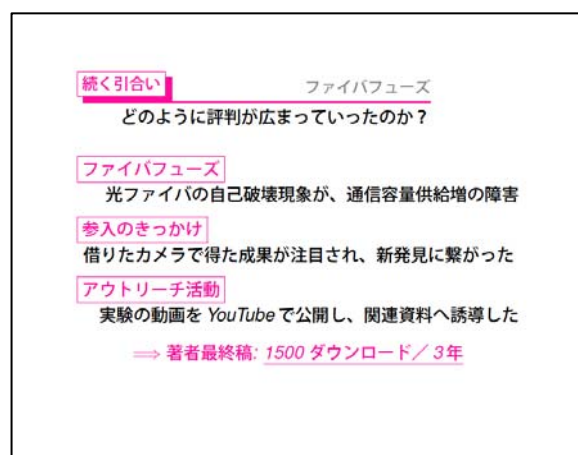 続く引合い ファイバフューズ
どのように評判が広まっていったのか？
ファイバフューズ
光ファイバの自己破壊現象が、通信容量供給増の障害
参入のきっかけ
借りたカメラで得た成果が注目され、新発見に繋がった
アウトリーチ活動
実験の動画を YouTube で公開し、関連資料へ誘導した
⟹ 著者最終稿: 1500 ダウンロード／ 3年